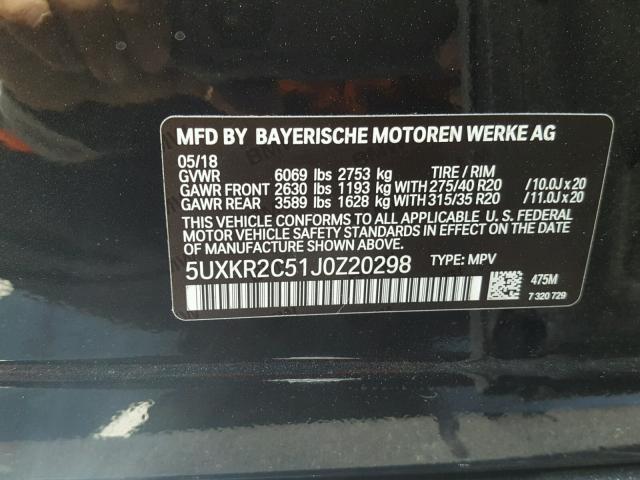 MFD BY BAYERISCHE MOTOREN WERKE AG
05/18
GVWR 6069 lbs 2753 kg TIRE / RIM
GAWR FRONT 2630 lbs 1193 kg WITH 275/40 R20 /10.0J x 20
GAWR REAR 3589 lbs 1628 kg WITH 315/35 R20 /11.0J x 20
THIS VEHICLE CONFORMS TO ALL APPLICABLE U.S. FEDERAL
MOTOR VEHICLE SAFETY STANDARDS IN EFFECT ON THE DATE
OF MANUFACTURE SHOWN ABOVE.
5UXKR2C51J0Z20298 TYPE: MPV
475M
7 320 729